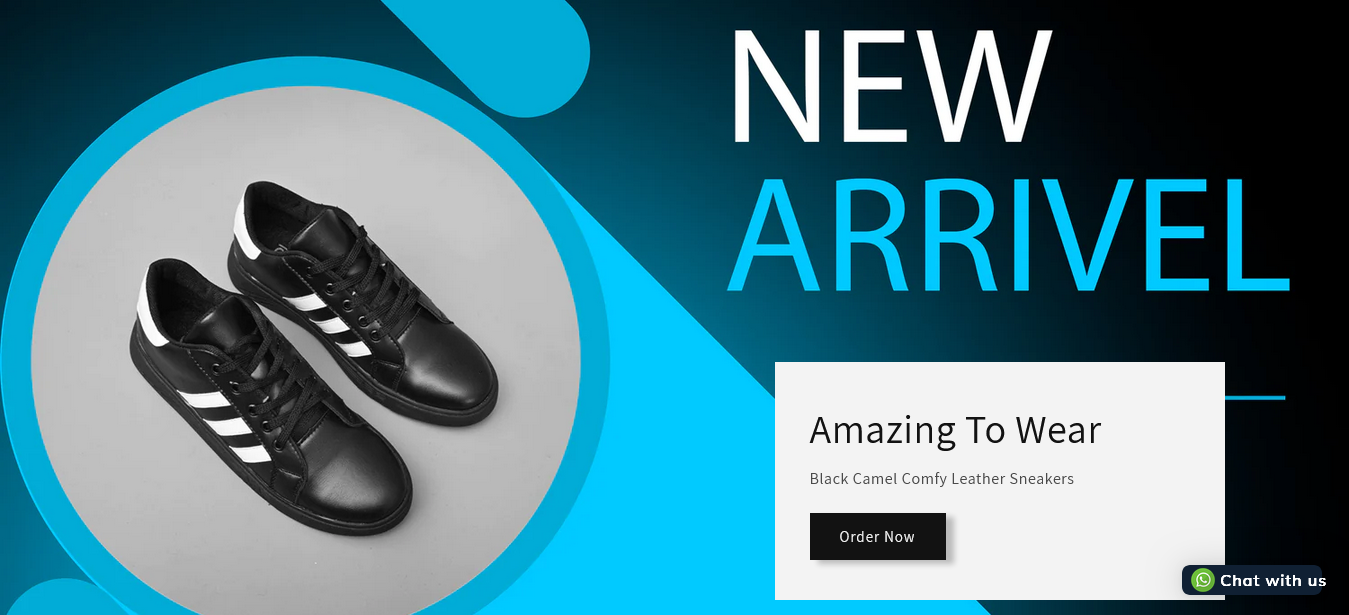 NEW
ARRIVEL
Amazing To Wear
Black Camel Comfy Leather Sneakers
Order Now
Chat with us